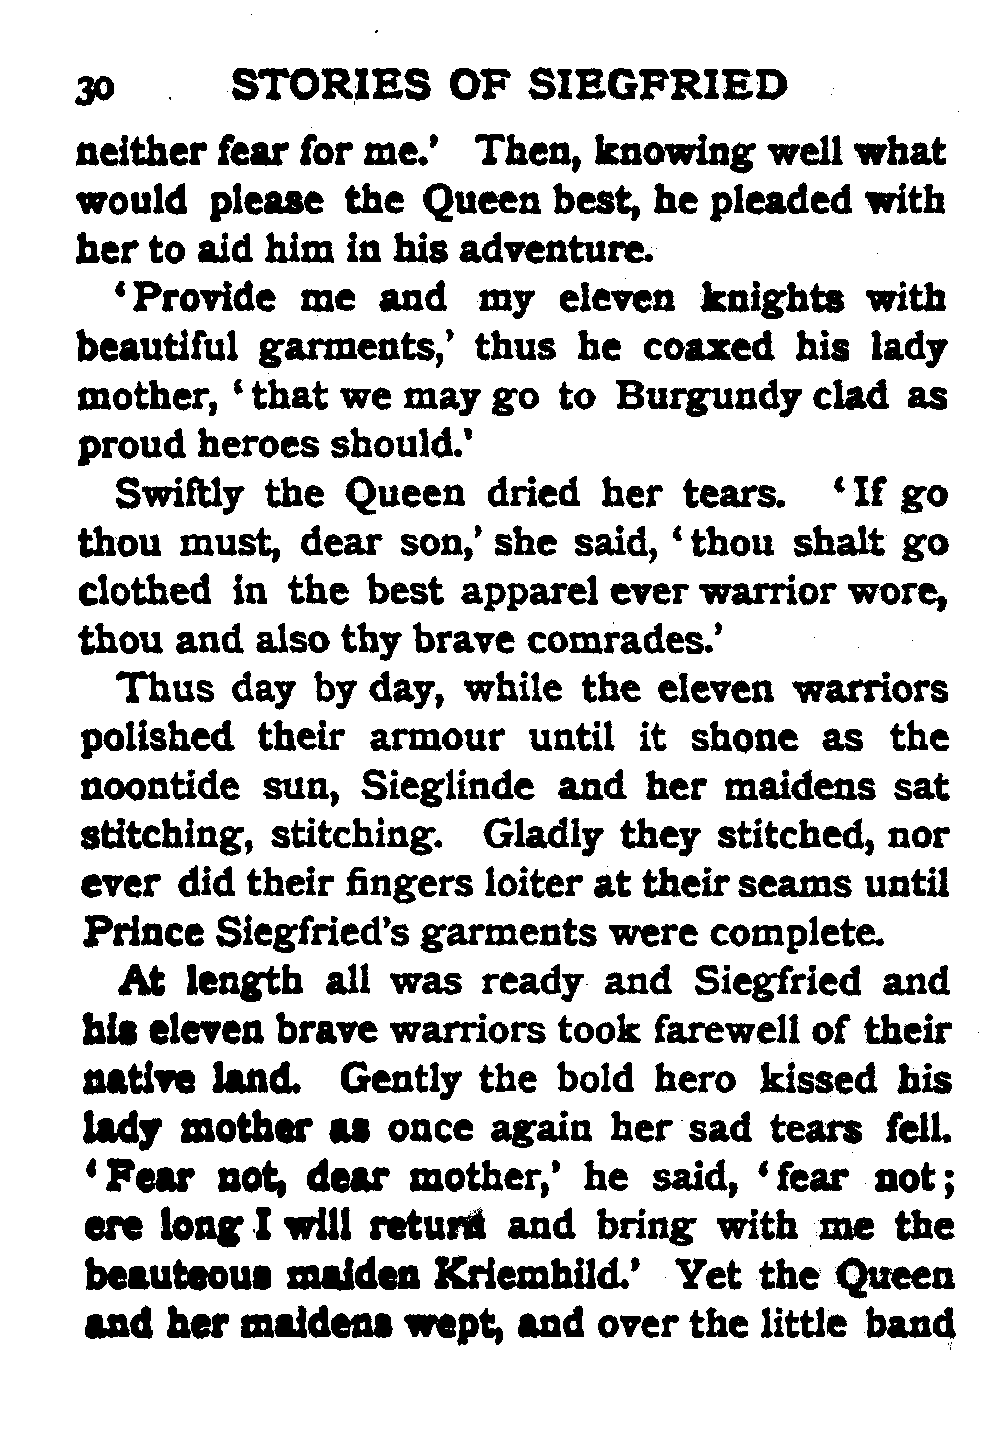 30 STORIES OF SIEGFRIED
neither fear for me.’ Then, knowing well what
would please the Queen best, he pleaded with
her to aid him in his adventure.
‘Provide me and my eleven knights with
beautiful garments,’ thus he coaxed his lady
mother, ‘that we may go to Burgundy clad as
proud heroes should.’
Swiftly the Queen dried her tears. ‘If go
thou must, dear son,’ she said, ‘thou shalt go
clothed in the best apparel ever warrior wore,
thou and also thy brave comrades.’
Thus day by day, while the eleven warriors
polished their armour until it shone as the
noontide sun, Sieglinde and her maidens sat
stitching, stitching. Gladly they stitched, nor
ever did their fingers loiter at their seams until
Prince Siegfried’s garments were complete.
At length all was ready and Siegfried and
his eleven brave warriors took farewell of their
native land. Gently the bold hero kissed his
lady mother as once again her sad tears fell.
‘Fear not, dear mother,’ he said, ‘fear not;
ere long I will return and bring with me the
beauteous maiden Kriemhild.’ Yet the Queen
and her maidens wept, and over the little band